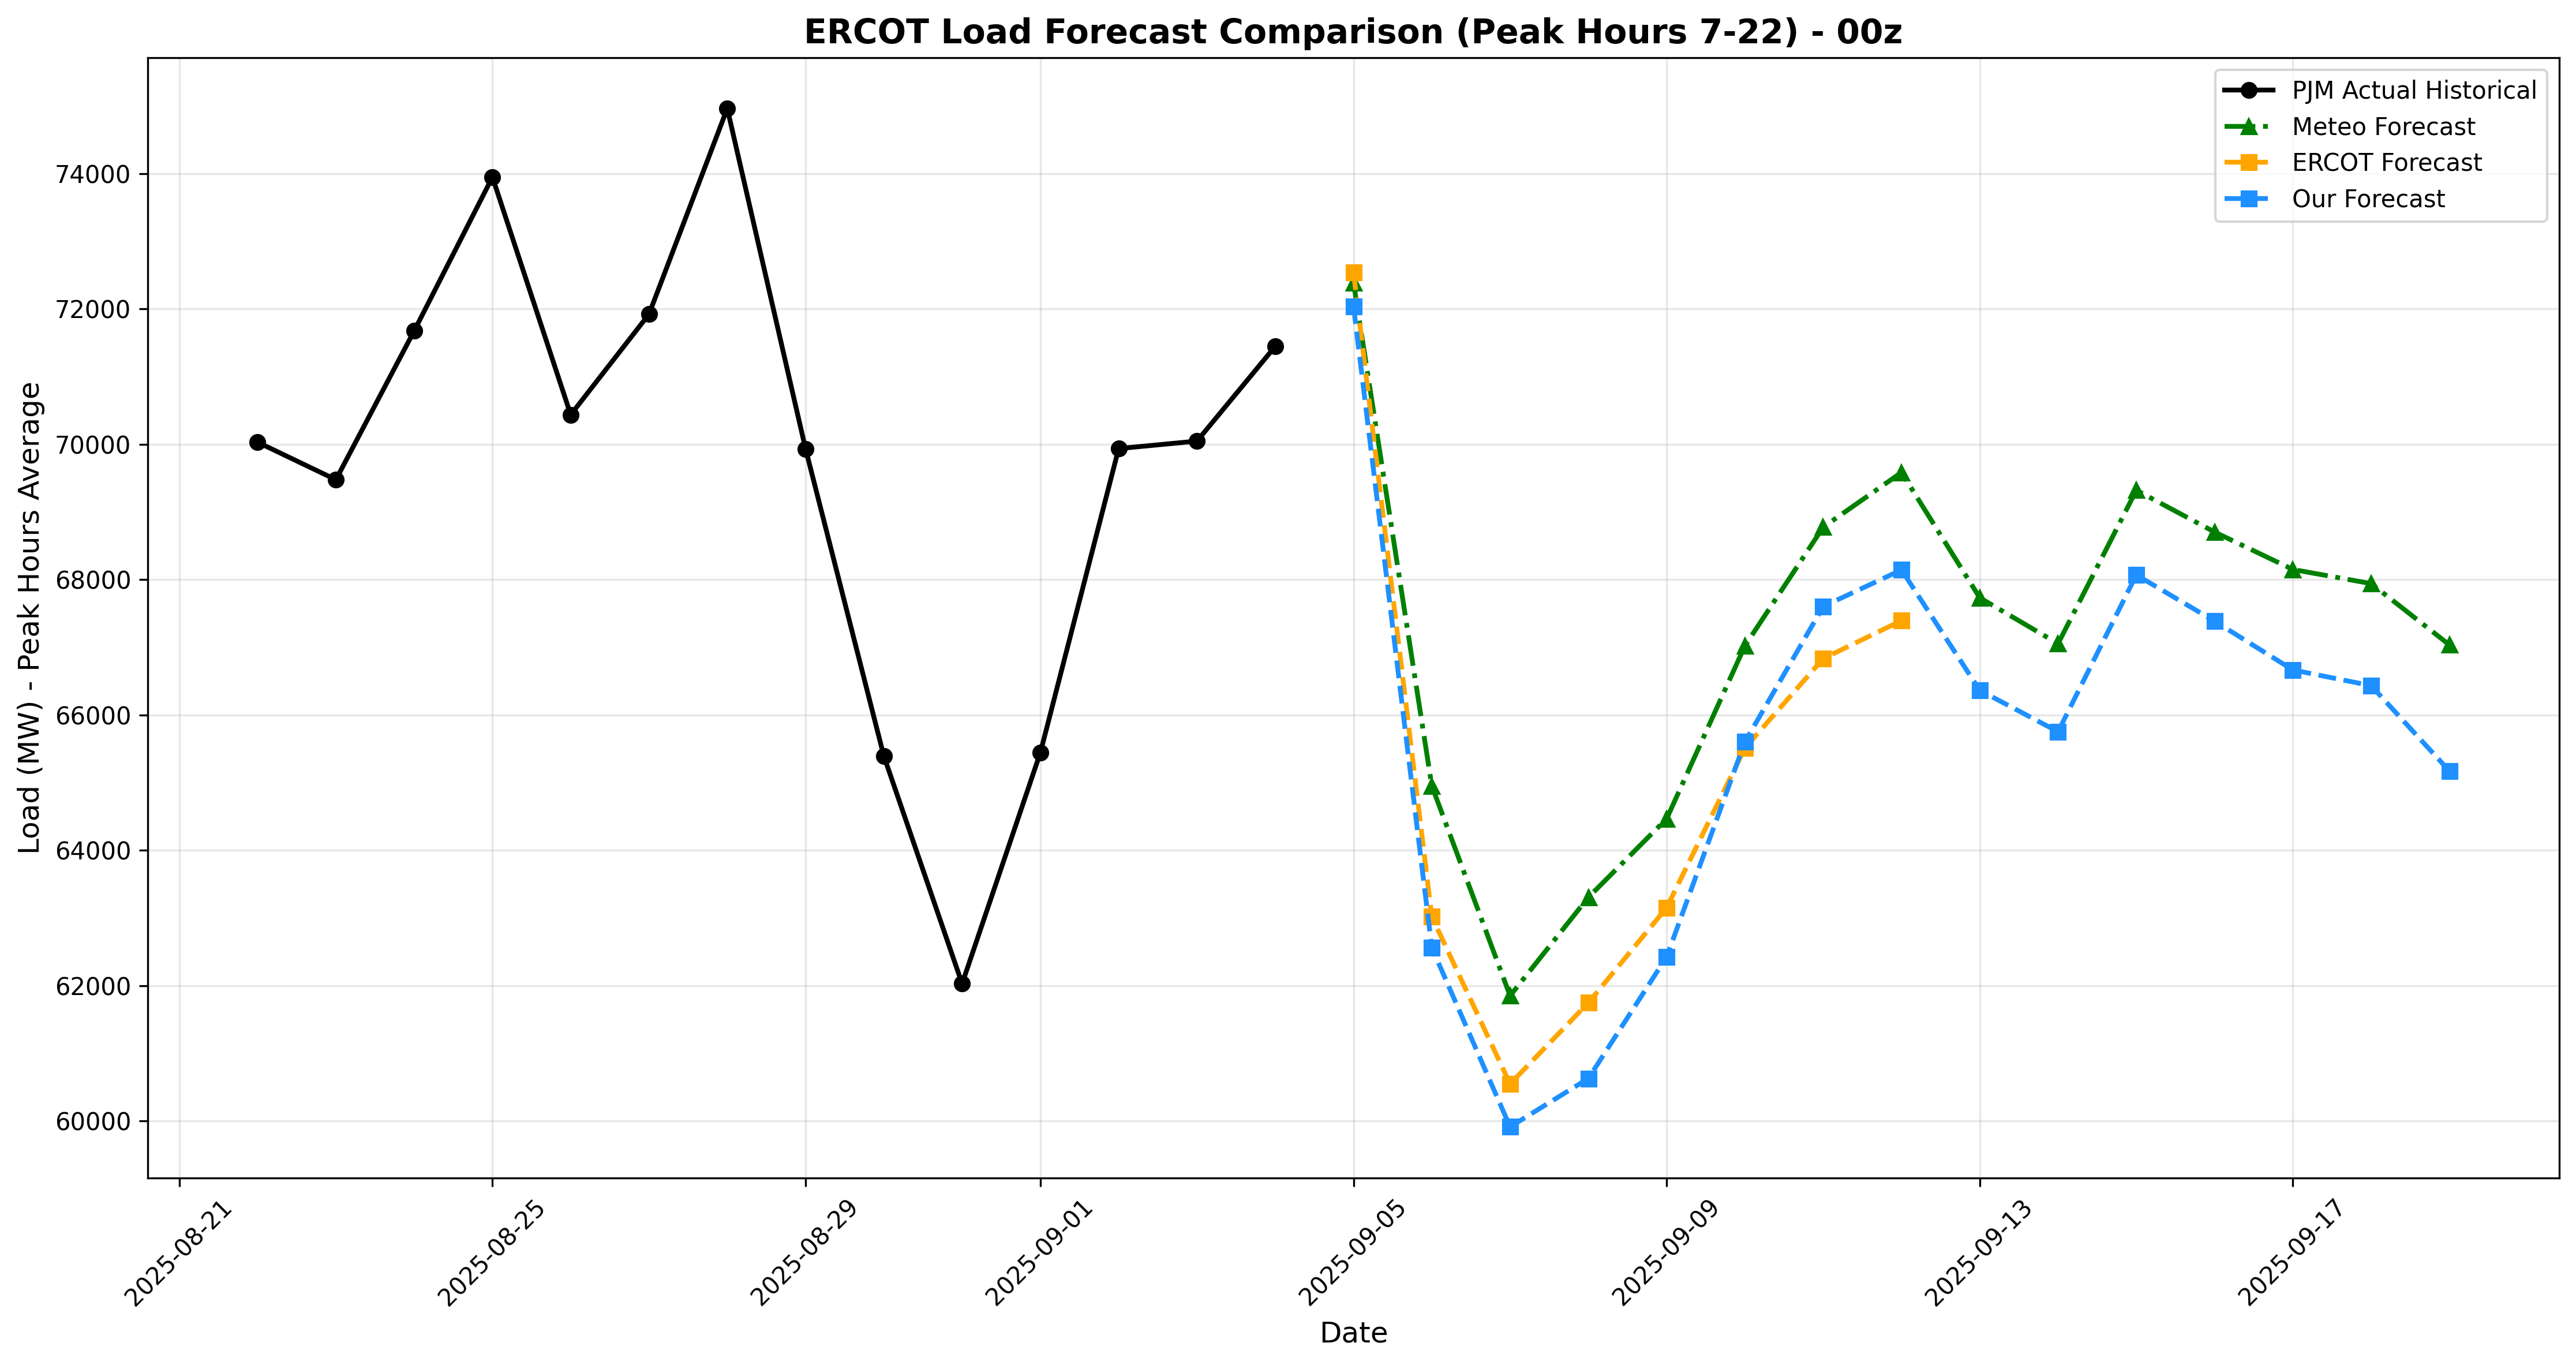 ERCOT Load Forecast Comparison (Peak Hours 7-22) - 00z
PJM Actual Historical
Meteo Forecast
ERCOT Forecast
Our Forecast
Load (MW) - Peak Hours Average
74000
72000
70000
68000
66000
64000
62000
60000
2025-08-21
2025-08-25
2025-08-29
2025-09-01
2025-09-05
2025-09-09
2025-09-13
2025-09-17
Date